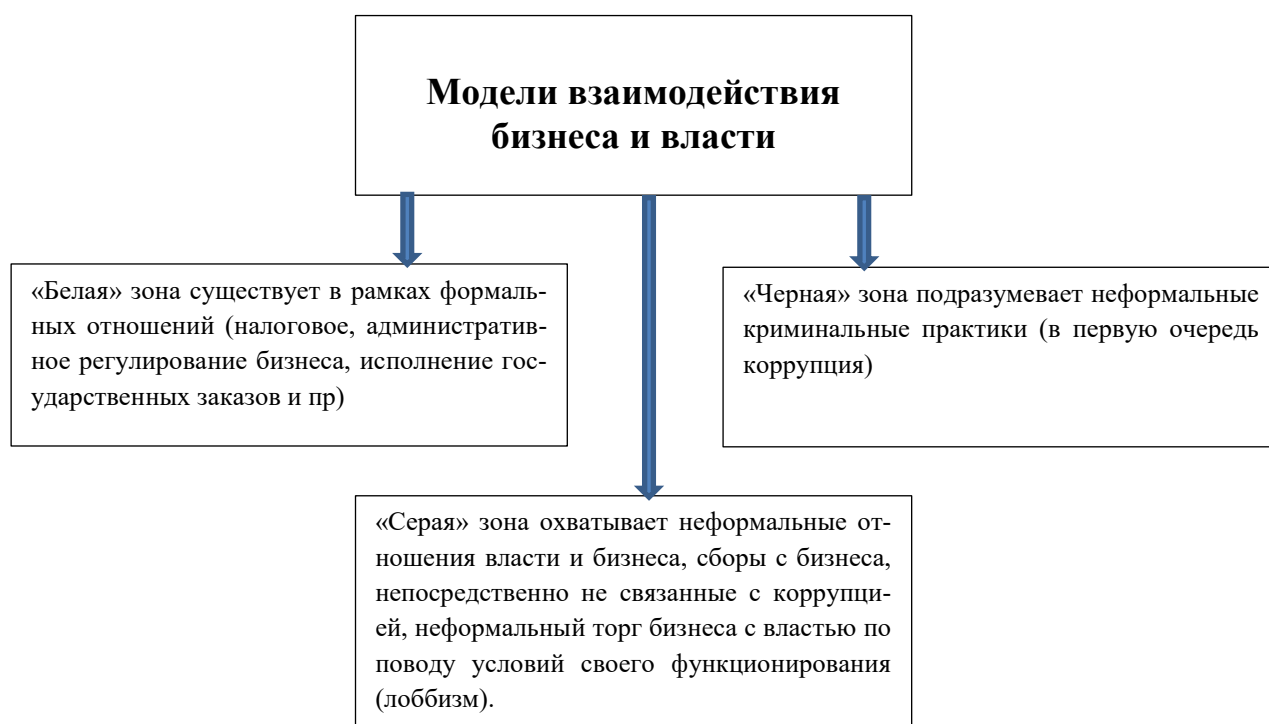 Модели взаимодействия
бизнеса и власти
«Белая» зона существует в рамках формаль-
ных отношений (налоговое, административ-
ное регулирование бизнеса, исполнение гос-
ударственных заказов и пр)
«Черная» зона подразумевает неформальные
криминальные практики (в первую очередь
коррупция)
«Серая» зона охватывает неформальные от-
ношения власти и бизнеса, сборы с бизнеса,
непосредственно не связанные с коррупци-
ей, неформальный торг бизнеса с властью по
поводу условий своего функционирования
(лоббизм).